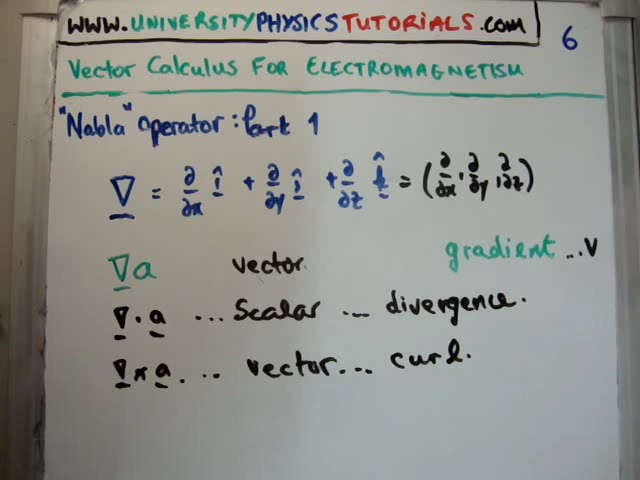 WWW.UNIVERSITYPHYSICSTUTORIALS.com 6
Vector Calculus FOR ELECTROMAGNETISM
"Nabla" operator: Part 1
∇ = ∂/∂x î + ∂/∂y ĵ + ∂/∂z k̂ = (∂/∂x, ∂/∂y, ∂/∂z)
∇a vector gradient ...V
∇·a ... Scalar ... divergence.
∇×a. ... vector... curl.